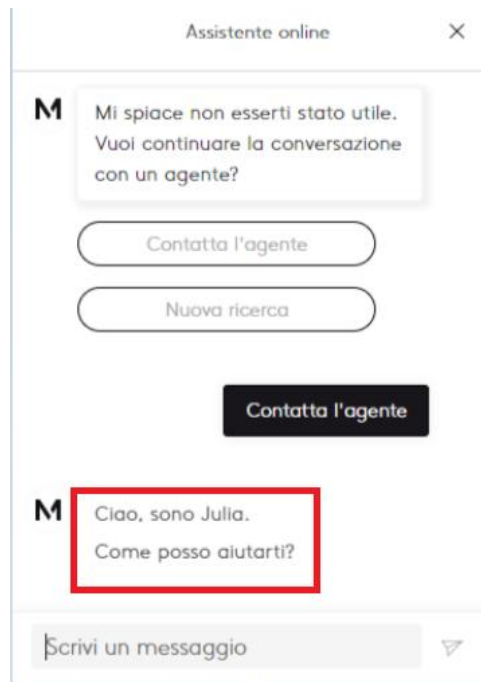 Assistente online
M
Mi spiace non esserti stato utile.
Vuoi continuare la conversazione
con un agente?
Contatta l'agente
Nuova ricerca
Contatta l'agente
M
Ciao, sono Julia.
Come posso aiutarti?
Scrivi un messaggio